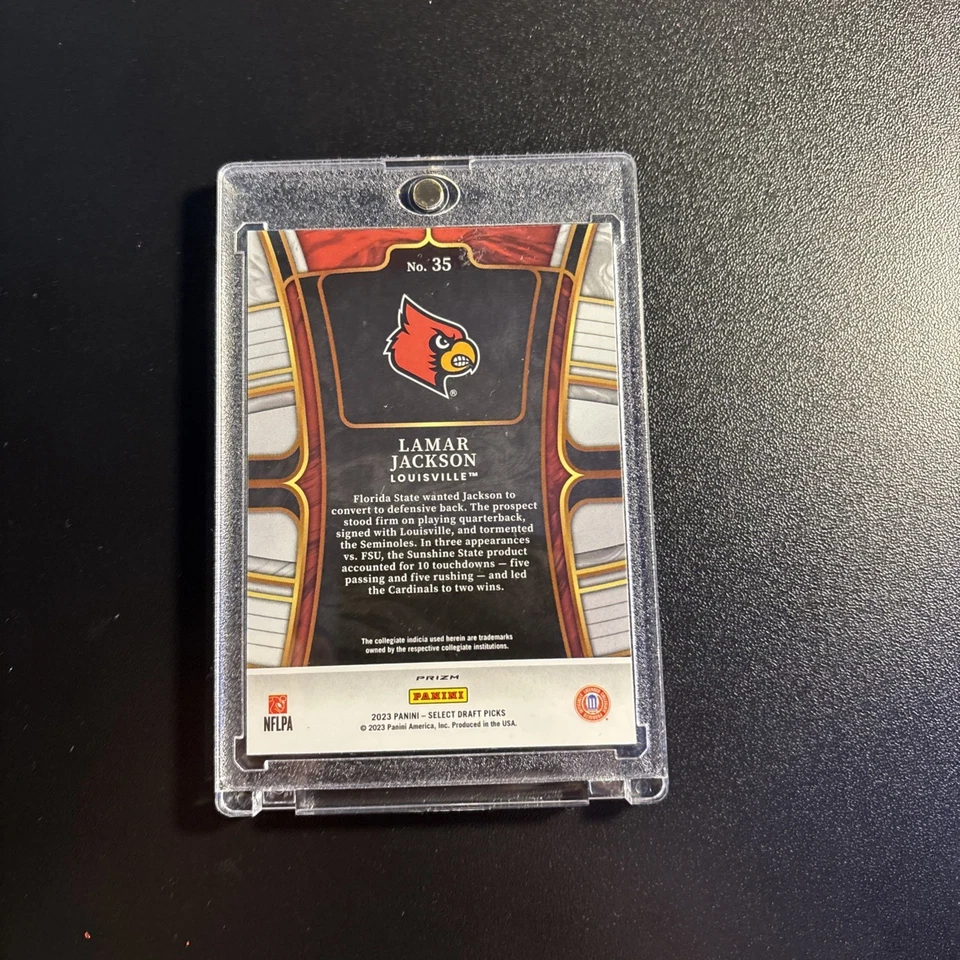 No. 35
®
LAMAR
JACKSON
LOUISVILLE™
Florida State wanted Jackson to
convert to defensive back. The prospect
stood firm on playing quarterback,
signed with Louisville, and tormented
the Seminoles. In three appearances
vs. FSU, the Sunshine State product
accounted for 10 touchdowns — five
passing and five rushing — and led
the Cardinals to two wins.
The collegiate indicia used herein are trademarks
owned by the respective collegiate institutions.
PRIZM
PANINI
NFLPA
2023 PANINI – SELECT DRAFT PICKS
© 2023 Panini America, Inc. Produced in the USA.